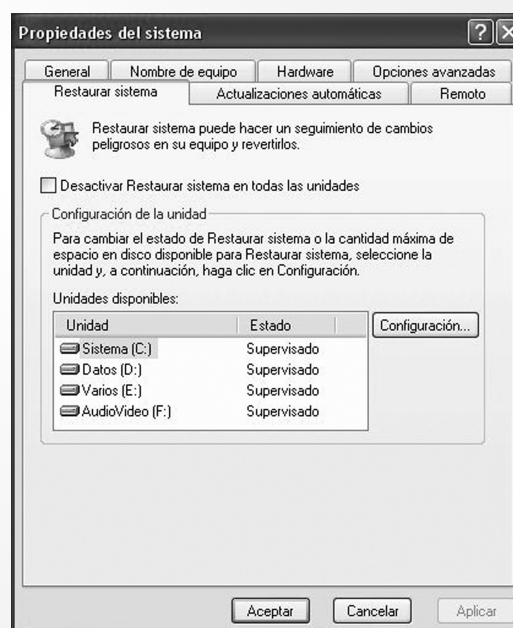 Propiedades del sistema
General Nombre de equipo Hardware Opciones avanzadas
Restaurar sistema Actualizaciones automáticas Remoto
Restaurar sistema puede hacer un seguimiento de cambios
peligrosos en su equipo y revertirlos.
Desactivar Restaurar sistema en todas las unidades
Configuración de la unidad
Para cambiar el estado de Restaurar sistema o la cantidad máxima de
espacio en disco disponible para Restaurar sistema, seleccione la
unidad y, a continuación, haga clic en Configuración.
Unidades disponibles:
Unidad Estado
Sistema (C:) Supervisado
Datos (D:) Supervisado
Varios (E:) Supervisado
AudioVideo (F:) Supervisado
Configuración...
Aceptar Cancelar Aplicar